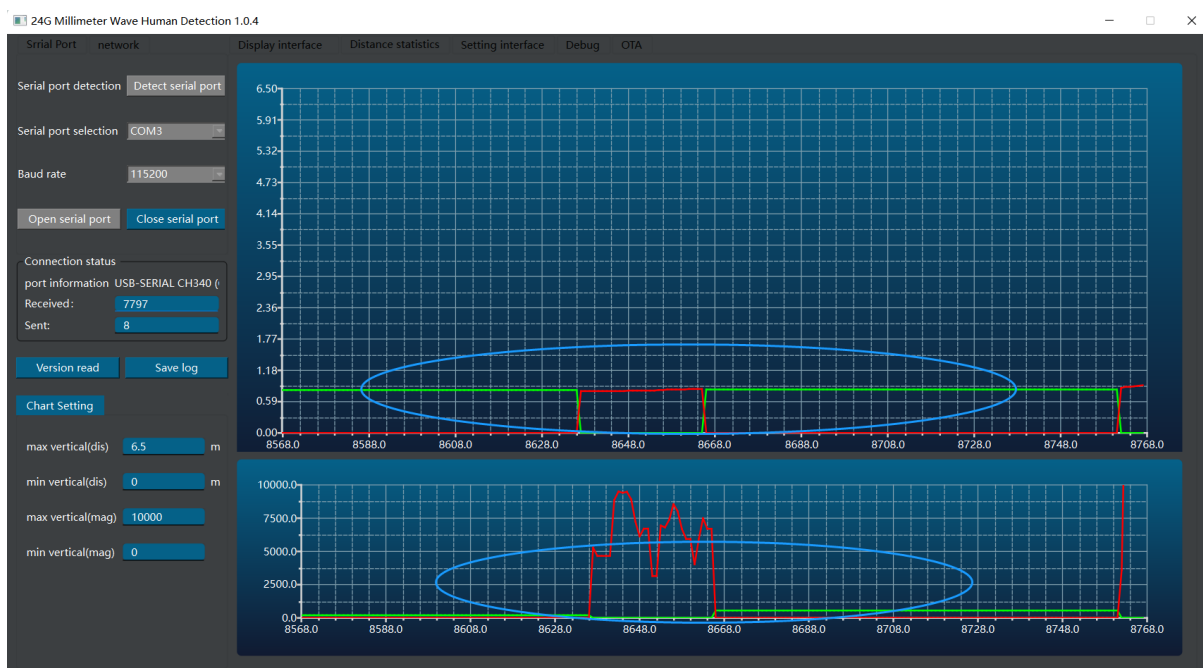 24G Millimeter Wave Human Detection 1.0.4
Srrial Port network Display interface Distance statistics Setting interface Debug OTA
Serial port detection Detect serial port
Serial port selection COM3
Baud rate 115200
Open serial port Close serial port
Connection status
port information USB-SERIAL CH340 (
Received: 7797
Sent: 8
Version read Save log
Chart Setting
max vertical(dis) 6.5 m
min vertical(dis) 0 m
max vertical(mag) 10000
min vertical(mag) 0
6.50
5.91
5.32
4.73
4.14
3.55
2.95
2.36
1.77
1.18
0.59
0.00
8568.0 8588.0 8608.0 8628.0 8648.0 8668.0 8688.0 8708.0 8728.0 8748.0 8768.0
10000.0
7500.0
5000.0
2500.0
0.0
8568.0 8588.0 8608.0 8628.0 8648.0 8668.0 8688.0 8708.0 8728.0 8748.0 8768.0